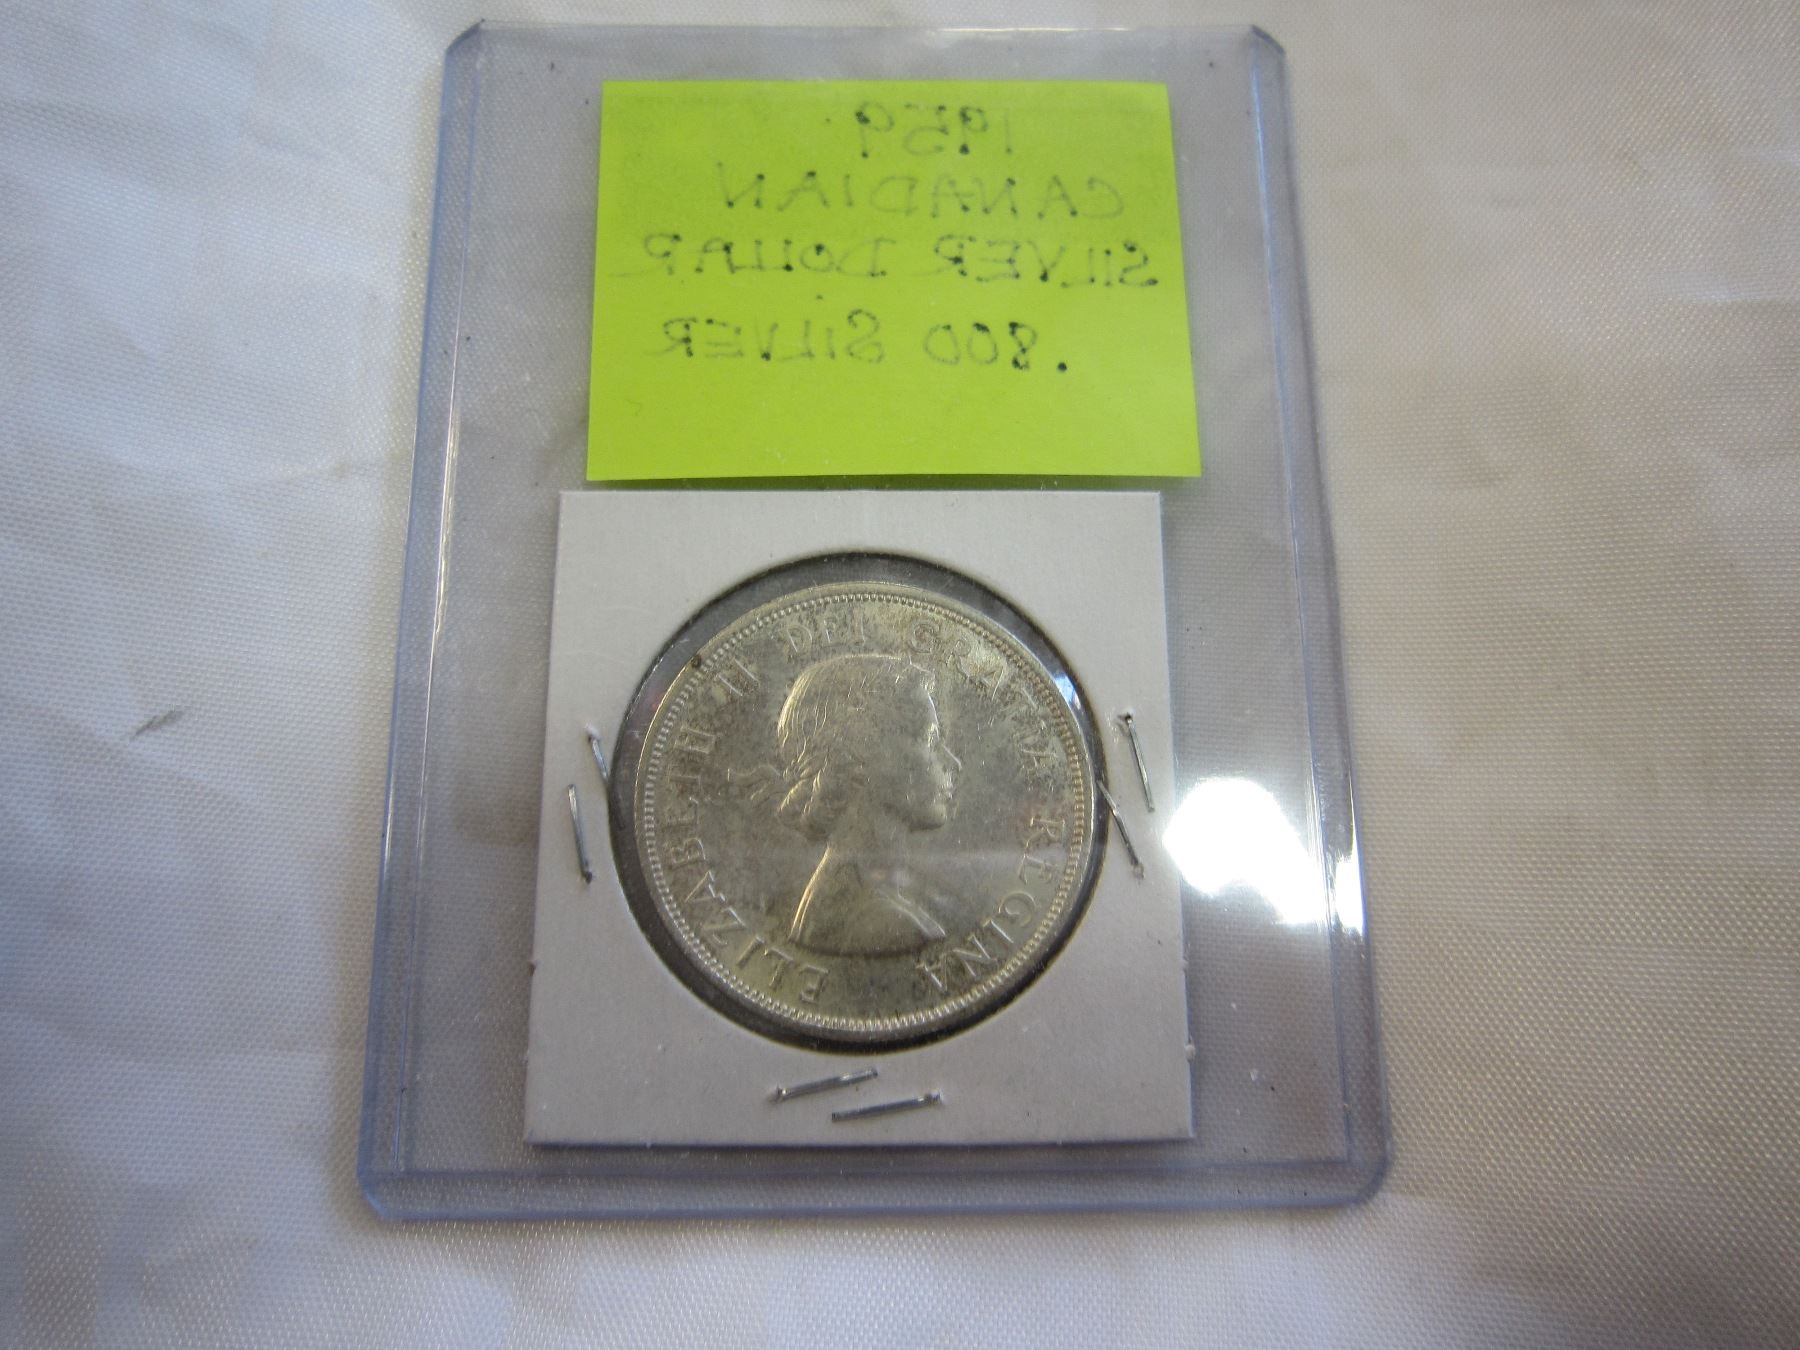 1959
CANADIAN
SILVER DOLLAR
.800 SILVER
ELIZABETH II DEI GRATIA REGINA